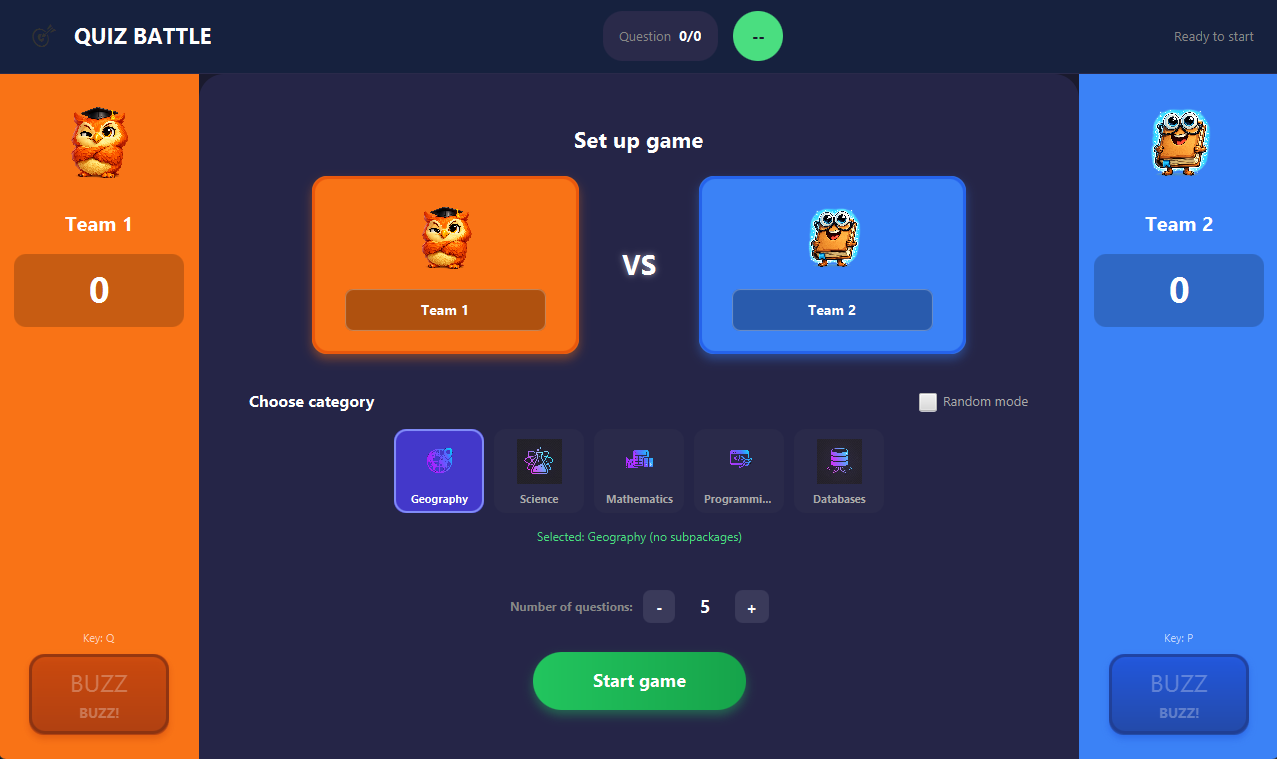 QUIZ BATTLE
Question 0/0
--
Ready to start
Team 1
0
Key: Q
BUZZ
BUZZ!
Set up game
Team 1
VS
Team 2
Choose category
Random mode
Geography
Science
Mathematics
Programmi...
Databases
Selected: Geography (no subpackages)
Number of questions: - 5 +
Start game
Team 2
0
Key: P
BUZZ
BUZZ!